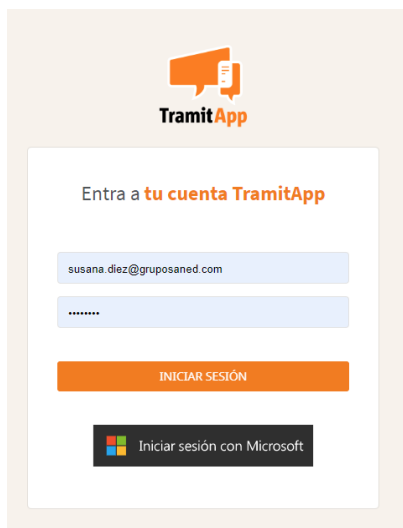 TramitApp
Entra a tu cuenta TramitApp
susana.diez@gruposaned.com
••••••••
INICIAR SESIÓN
Iniciar sesión con Microsoft